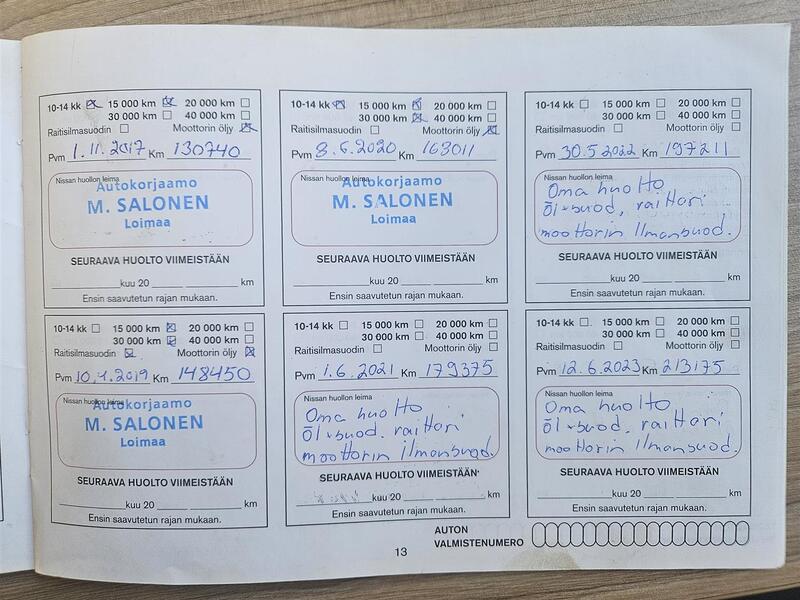 10-14 kk 15 000 km 20 000 km
30 000 km 40 000 km
Raitisilmasuodin Moottorin öljy
Pvm 1.11.2017 Km 130740
Nissan huollon leima
Autokorjaamo
M. SALONEN
Loimaa
SEURAAVA HUOLTO VIIMEISTÄÄN
kuu 20 km
Ensin saavutetun rajan mukaan.
10-14 kk 15 000 km 20 000 km
30 000 km 40 000 km
Raitisilmasuodin Moottorin öljy
Pvm 10.4.2019 Km 148450
Nissan huollon leima
Autokorjaamo
M. SALONEN
Loimaa
SEURAAVA HUOLTO VIIMEISTÄÄN
kuu 20 km
Ensin saavutetun rajan mukaan.
10-14 kk 15 000 km 20 000 km
30 000 km 40 000 km
Raitisilmasuodin Moottorin öljy
Pvm 8.6.2020 Km 163011
Nissan huollon leima
Autokorjaamo
M. SALONEN
Loimaa
SEURAAVA HUOLTO VIIMEISTÄÄN
kuu 20 km
Ensin saavutetun rajan mukaan.
10-14 kk 15 000 km 20 000 km
30 000 km 40 000 km
Raitisilmasuodin Moottorin öljy
Pvm 1.6.2021 Km 179375
Nissan huollon leima
Oma huolto
öl+suod. raittari
moottorin ilmansuod.
SEURAAVA HUOLTO VIIMEISTÄÄN
kuu 20 km
Ensin saavutetun rajan mukaan.
10-14 kk 15 000 km 20 000 km
30 000 km 40 000 km
Raitisilmasuodin Moottorin öljy
Pvm 30.5.2022 Km 197211
Nissan huollon leima
Oma huolto
öl+suod, raittari
moottorin ilmansuod.
SEURAAVA HUOLTO VIIMEISTÄÄN
kuu 20 km
Ensin saavutetun rajan mukaan.
10-14 kk 15 000 km 20 000 km
30 000 km 40 000 km
Raitisilmasuodin Moottorin öljy
Pvm 12.6.2023 Km 213175
Nissan huollon leima
Oma huolto
öl+suod. raittari
moottorin ilmansuod.
SEURAAVA HUOLTO VIIMEISTÄÄN
kuu 20 km
Ensin saavutetun rajan mukaan.
13
AUTON
VALMISTENUMERO